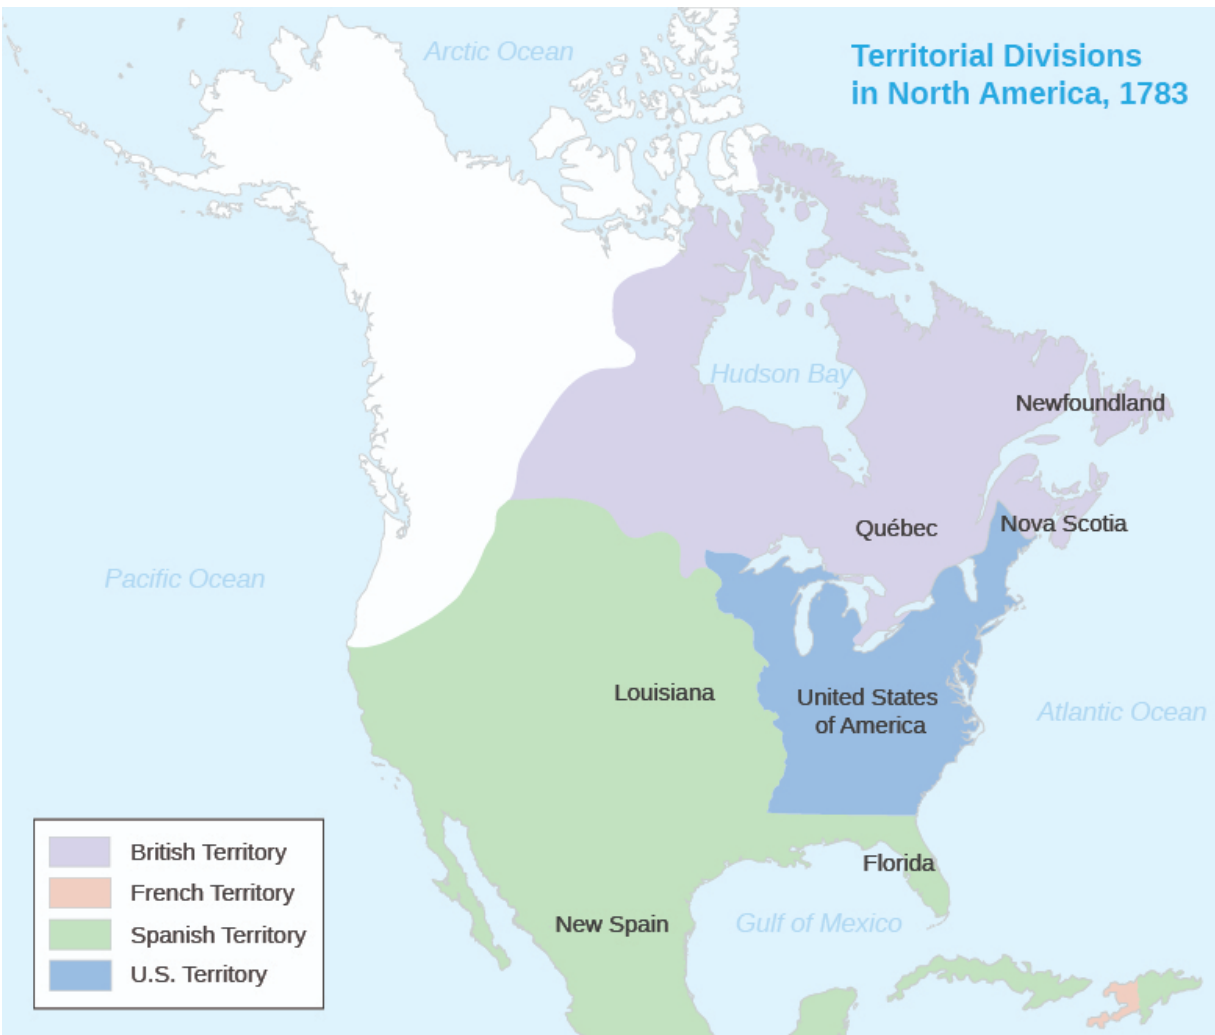 Arctic Ocean
Territorial Divisions
in North America, 1783
Hudson Bay
Newfoundland
Québec
Nova Scotia
Pacific Ocean
Louisiana
United States
of America
Atlantic Ocean
British Territory
French Territory
Spanish Territory
U.S. Territory
Florida
New Spain
Gulf of Mexico